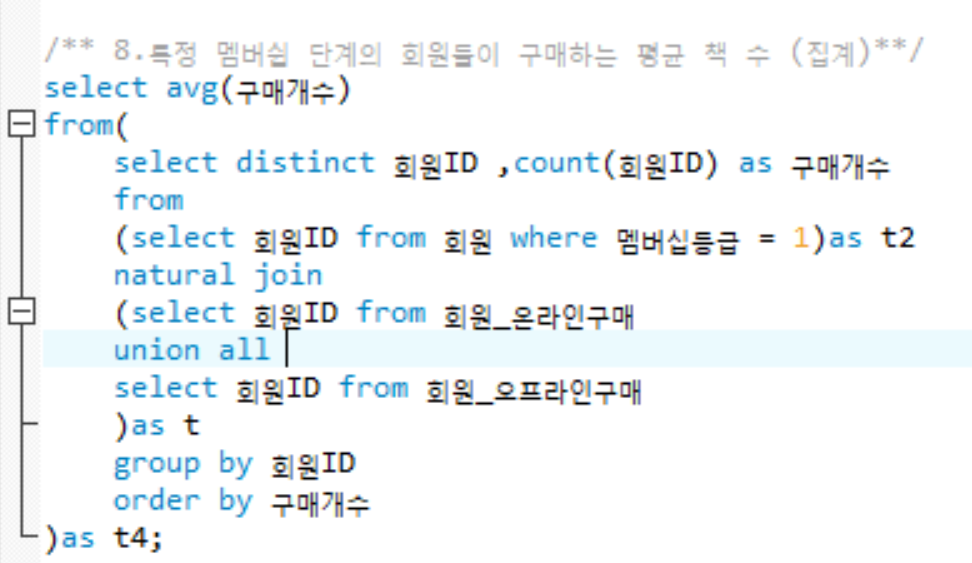 /** 8.특정 멤버쉽 단계의 회원들이 구매하는 평균 책 수 (집계)**/
select avg(구매개수)
from(
select distinct 회원ID ,count(회원ID) as 구매개수
from
(select 회원ID from 회원 where 멤버십등급 = 1)as t2
natural join
(select 회원ID from 회원_온라인구매
union all
select 회원ID from 회원_오프라인구매
)as t
group by 회원ID
order by 구매개수
)as t4;